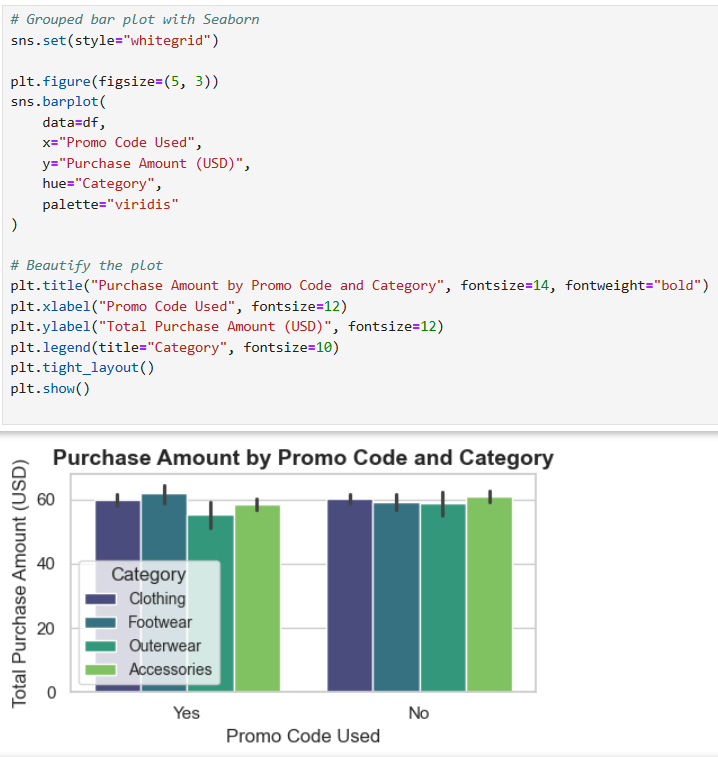 # Grouped bar plot with Seaborn
sns.set(style="whitegrid")
plt.figure(figsize=(5, 3))
sns.barplot(
    data=df,
    x="Promo Code Used",
    y="Purchase Amount (USD)",
    hue="Category",
    palette="viridis"
)
# Beautify the plot
plt.title("Purchase Amount by Promo Code and Category", fontsize=14, fontweight="bold")
plt.xlabel("Promo Code Used", fontsize=12)
plt.ylabel("Total Purchase Amount (USD)", fontsize=12)
plt.legend(title="Category", fontsize=10)
plt.tight_layout()
plt.show()
Purchase Amount by Promo Code and Category
Total Purchase Amount (USD)
60
40
20
0
Category
Clothing
Footwear
Outerwear
Accessories
Yes No
Promo Code Used